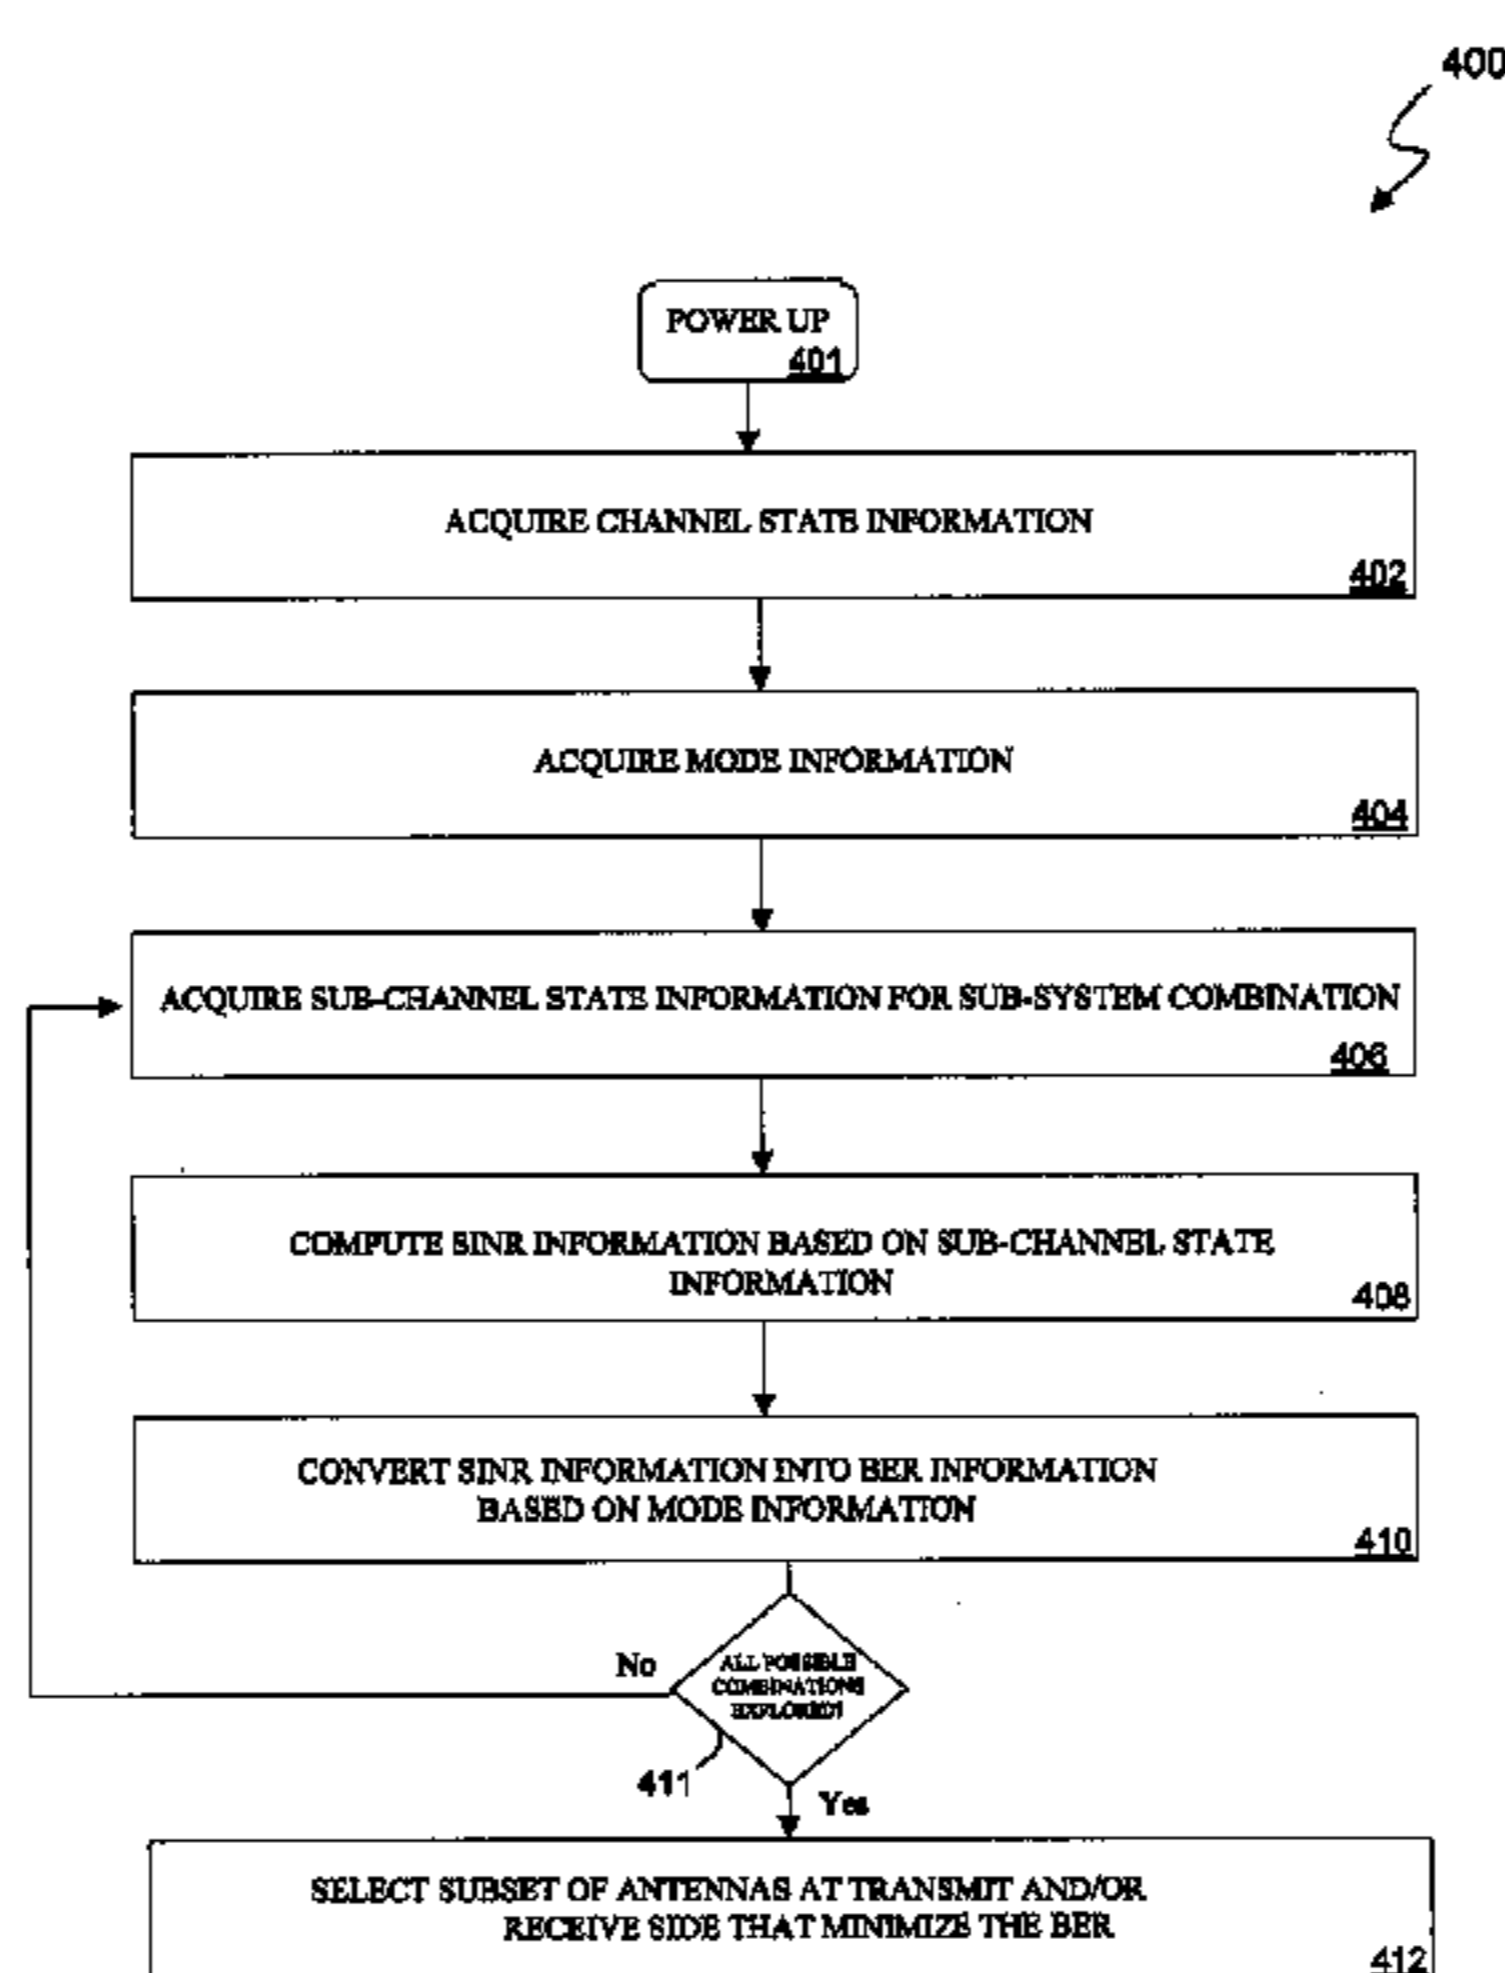 400
POWER UP
401
ACQUIRE CHANNEL STATE INFORMATION
402
ACQUIRE MODE INFORMATION
404
ACQUIRE SUB-CHANNEL STATE INFORMATION FOR SUB-SYSTEM COMBINATION
406
COMPUTE SINR INFORMATION BASED ON SUB-CHANNEL STATE
INFORMATION
408
CONVERT SINR INFORMATION INTO BER INFORMATION
BASED ON MODE INFORMATION
410
No
ALL POSSIBLE
COMBINATIONS
EXPLORED?
411
Yes
SELECT SUBSET OF ANTENNAS AT TRANSMIT AND/OR
RECEIVE SIDE THAT MINIMIZE THE BER
412